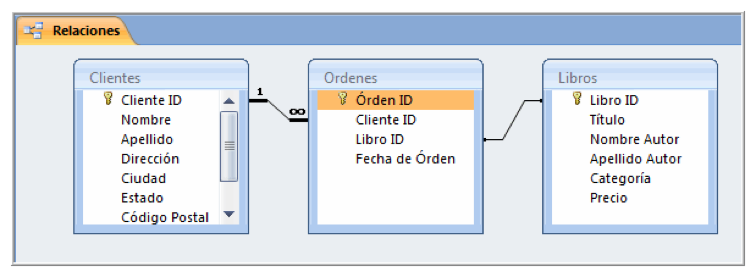 Relaciones
Clientes
Cliente ID
Nombre
Apellido
Dirección
Ciudad
Estado
Código Postal
1
∞
Ordenes
Órden ID
Cliente ID
Libro ID
Fecha de Órden
Libros
Libro ID
Título
Nombre Autor
Apellido Autor
Categoría
Precio